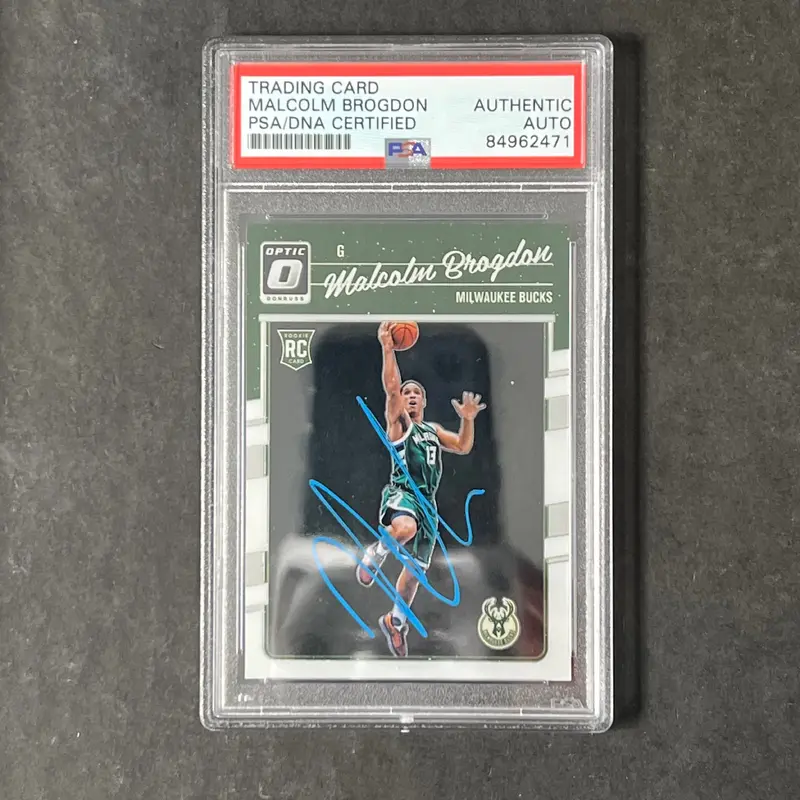 TRADING CARD
MALCOLM BROGDON AUTHENTIC
PSA/DNA CERTIFIED AUTO
84962471
PSA
OPTIC
DONRUSS
G
Malcolm Brogdon
MILWAUKEE BUCKS
ROOKIE
RC
CARD
13